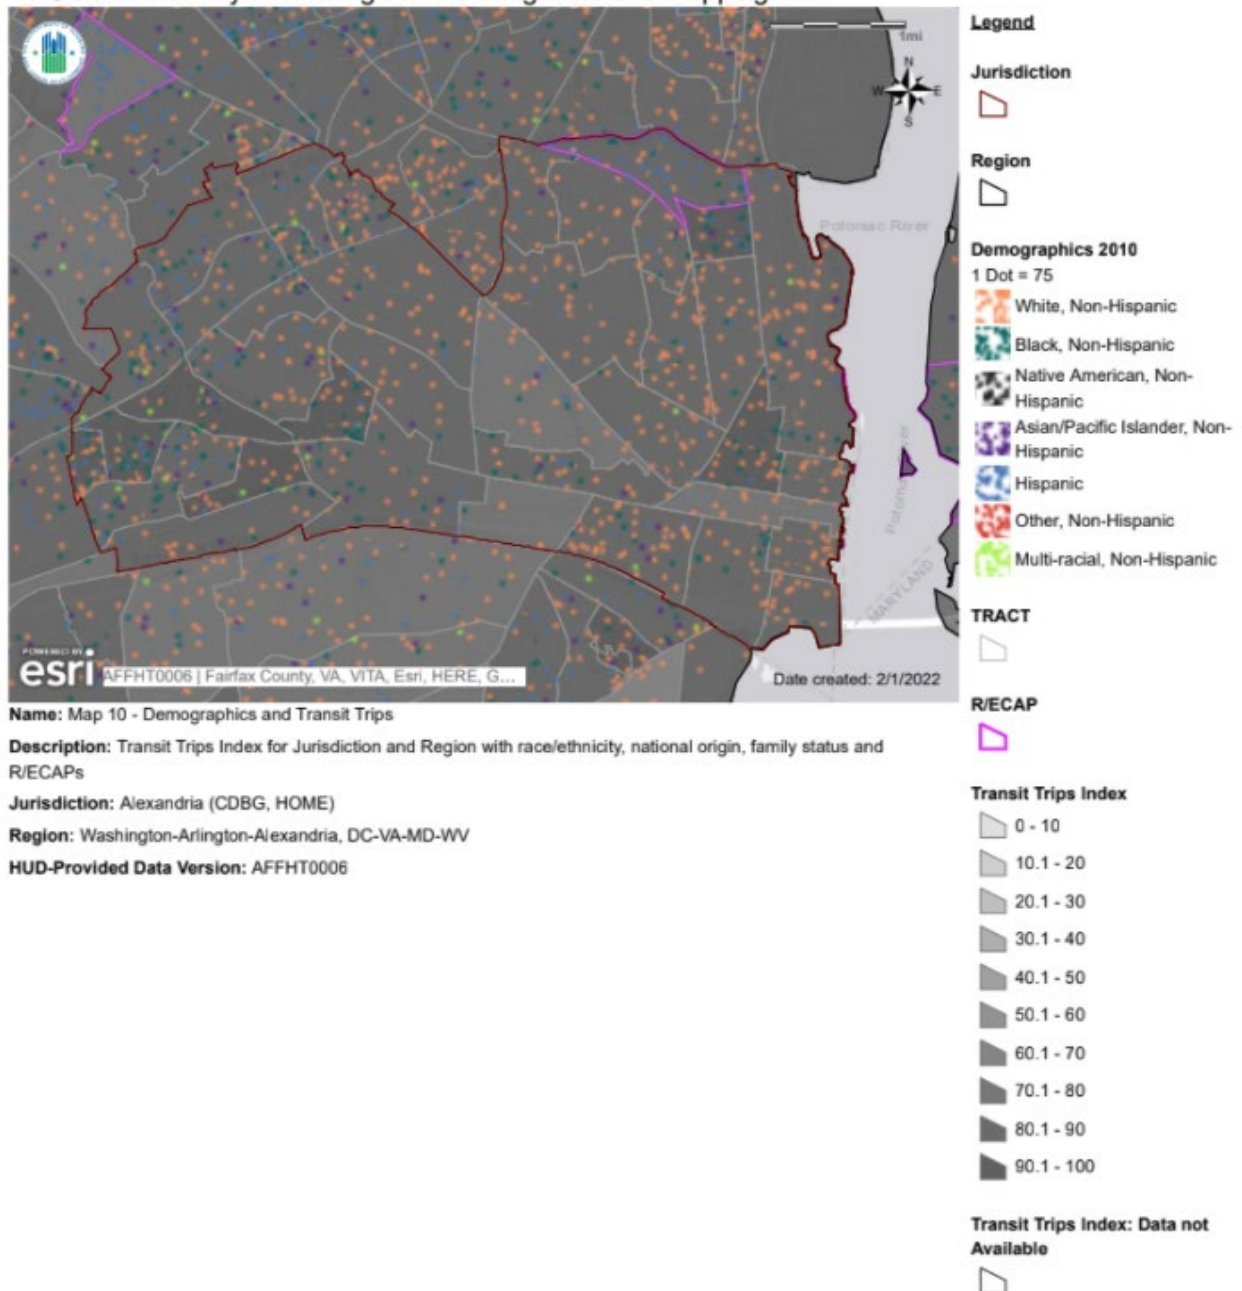 1mi
N
W E
S
Potomac River
Potomac River
MARYLAND
POWERED BY
esri
AFFHT0006 | Fairfax County, VA, VITA, Esri, HERE, G...
Date created: 2/1/2022
Name: Map 10 - Demographics and Transit Trips
Description: Transit Trips Index for Jurisdiction and Region with race/ethnicity, national origin, family status and
R/ECAPs
Jurisdiction: Alexandria (CDBG, HOME)
Region: Washington-Arlington-Alexandria, DC-VA-MD-WV
HUD-Provided Data Version: AFFHT0006
Legend
Jurisdiction
Region
Demographics 2010
1 Dot = 75
White, Non-Hispanic
Black, Non-Hispanic
Native American, Non-
Hispanic
Asian/Pacific Islander, Non-
Hispanic
Hispanic
Other, Non-Hispanic
Multi-racial, Non-Hispanic
TRACT
R/ECAP
Transit Trips Index
0 - 10
10.1 - 20
20.1 - 30
30.1 - 40
40.1 - 50
50.1 - 60
60.1 - 70
70.1 - 80
80.1 - 90
90.1 - 100
Transit Trips Index: Data not
Available